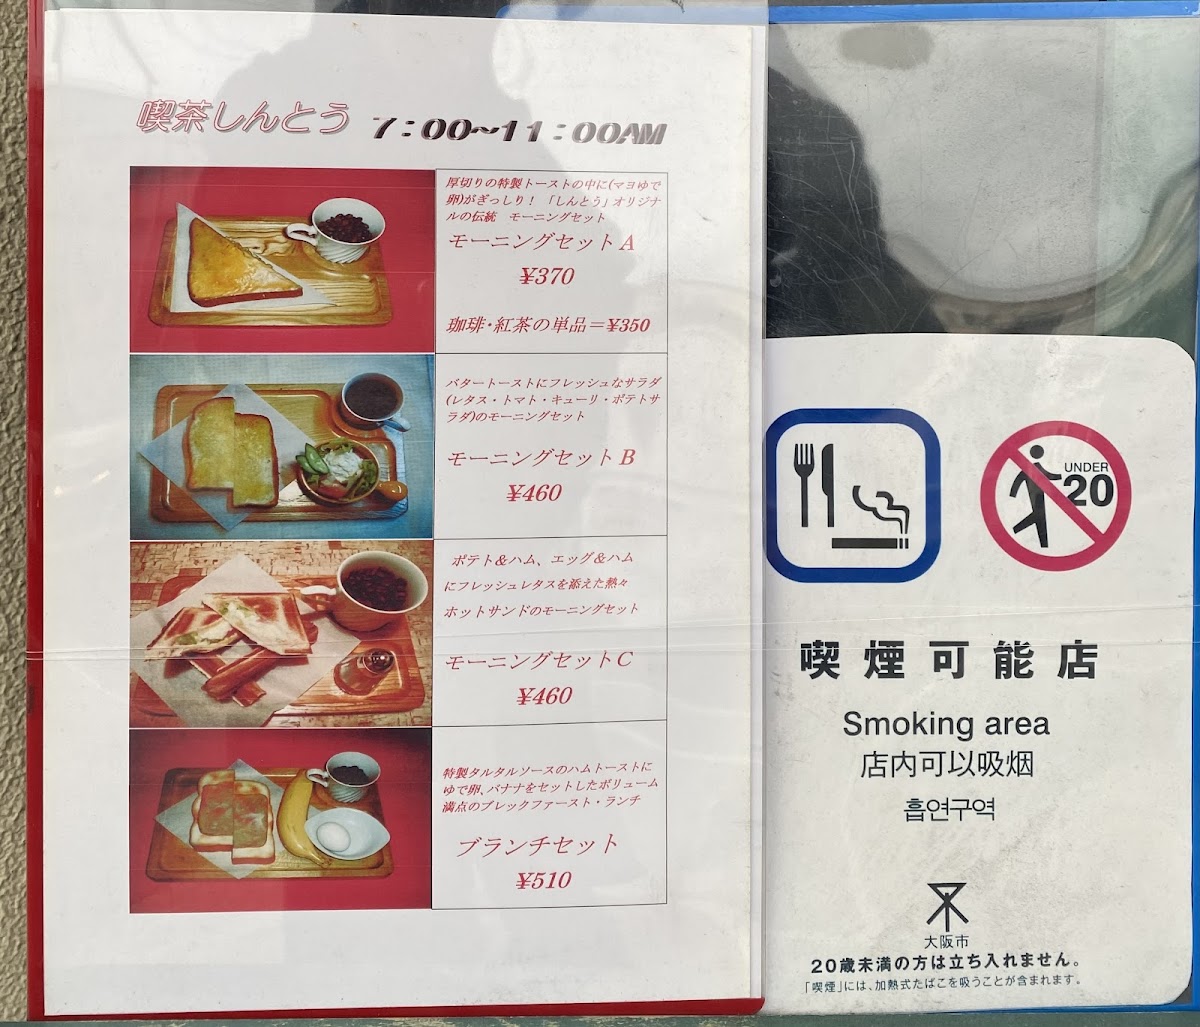 喫茶しんとう 7:00~11:00AM
厚切りの特製トーストの中に(マヨゆで
卵)がぎっしり！「しんとう」オリジナ
ルの伝統　モーニングセット
モーニングセットA
¥370
珈琲・紅茶の単品＝¥350
バタートーストにフレッシュなサラダ
(レタス・トマト・キューリ・ポテトサ
ラダ)のモーニングセット
モーニングセットB
¥460
ポテト＆ハム、エッグ＆ハム
にフレッシュレタスを添えた熱々
ホットサンドのモーニングセット
モーニングセットC
¥460
特製タルタルソースのハムトーストに
ゆで卵、バナナをセットしたボリューム
満点のブレックファースト・ランチ
ブランチセット
¥510
UNDER
20
喫煙可能店
Smoking area
店内可以吸烟
흡연구역
大阪市
20歳未満の方は立ち入れません。
「喫煙」には、加熱式たばこを吸うことが含まれます。